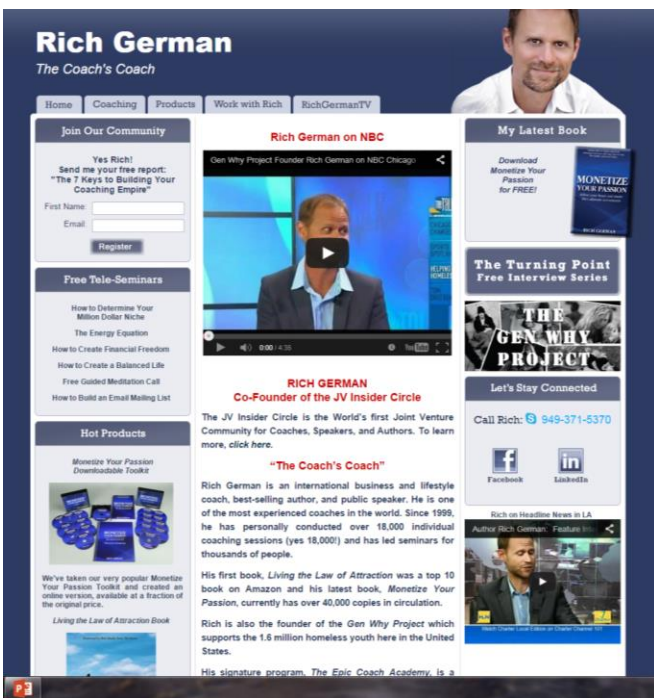 Rich German
The Coach's Coach
Home
Coaching
Products
Work with Rich
RichGermanTV
Join Our Community
Yes Rich!
Send me your free report:
"The 7 Keys to Building Your
Coaching Empire"
First Name:
Email:
Register
Free Tele-Seminars
How to Determine Your
Million Dollar Niche
The Energy Equation
How to Create Financial Freedom
How to Create a Balanced Life
Free Guided Meditation Call
How to Build an Email Mailing List
Hot Products
Monetize Your Passion
Downloadable Toolkit
We've taken our very popular Monetize
Your Passion Toolkit and created an
online version, available at a fraction of
the original price.
Living the Law of Attraction Book
Rich German on NBC
Gen Why Project Founder Rich German on NBC Chicago
HELPING
HOMELESS
0:00 / 4:35
YouTube
RICH GERMAN
Co-Founder of the JV Insider Circle
The JV Insider Circle is the World's first Joint Venture
Community for Coaches, Speakers, and Authors. To learn
more, click here.
"The Coach's Coach"
Rich German is an international business and lifestyle
coach, best-selling author, and public speaker. He is one
of the most experienced coaches in the world. Since 1999,
he has personally conducted over 18,000 individual
coaching sessions (yes 18,000!) and has led seminars for
thousands of people.
His first book, Living the Law of Attraction was a top 10
book on Amazon and his latest book, Monetize Your
Passion, currently has over 40,000 copies in circulation.
Rich is also the founder of the Gen Why Project which
supports the 1.6 million homeless youth here in the United
States.
His signature program, The Epic Coach Academy, is a
My Latest Book
Download
Monetize Your
Passion
for FREE!
MONETIZE
YOUR PASSION
RICH GERMAN
The Turning Point
Free Interview Series
THE
GEN WHY
PROJECT
Let's Stay Connected
Call Rich: 949-371-5370
Facebook
LinkedIn
Rich on Headline News in LA
Author Rich German: Feature Inte
Watch Charter Local Edition on Charter Channel 101